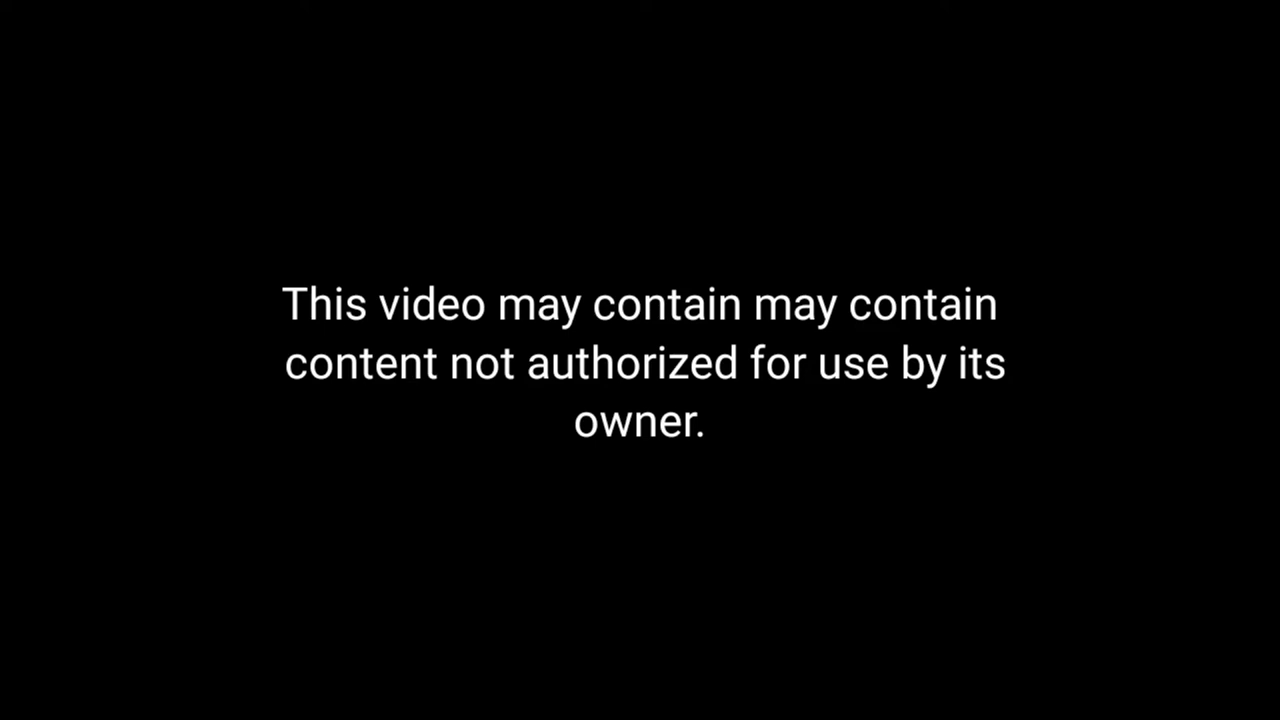 This video may contain may contain
content not authorized for use by its
owner.